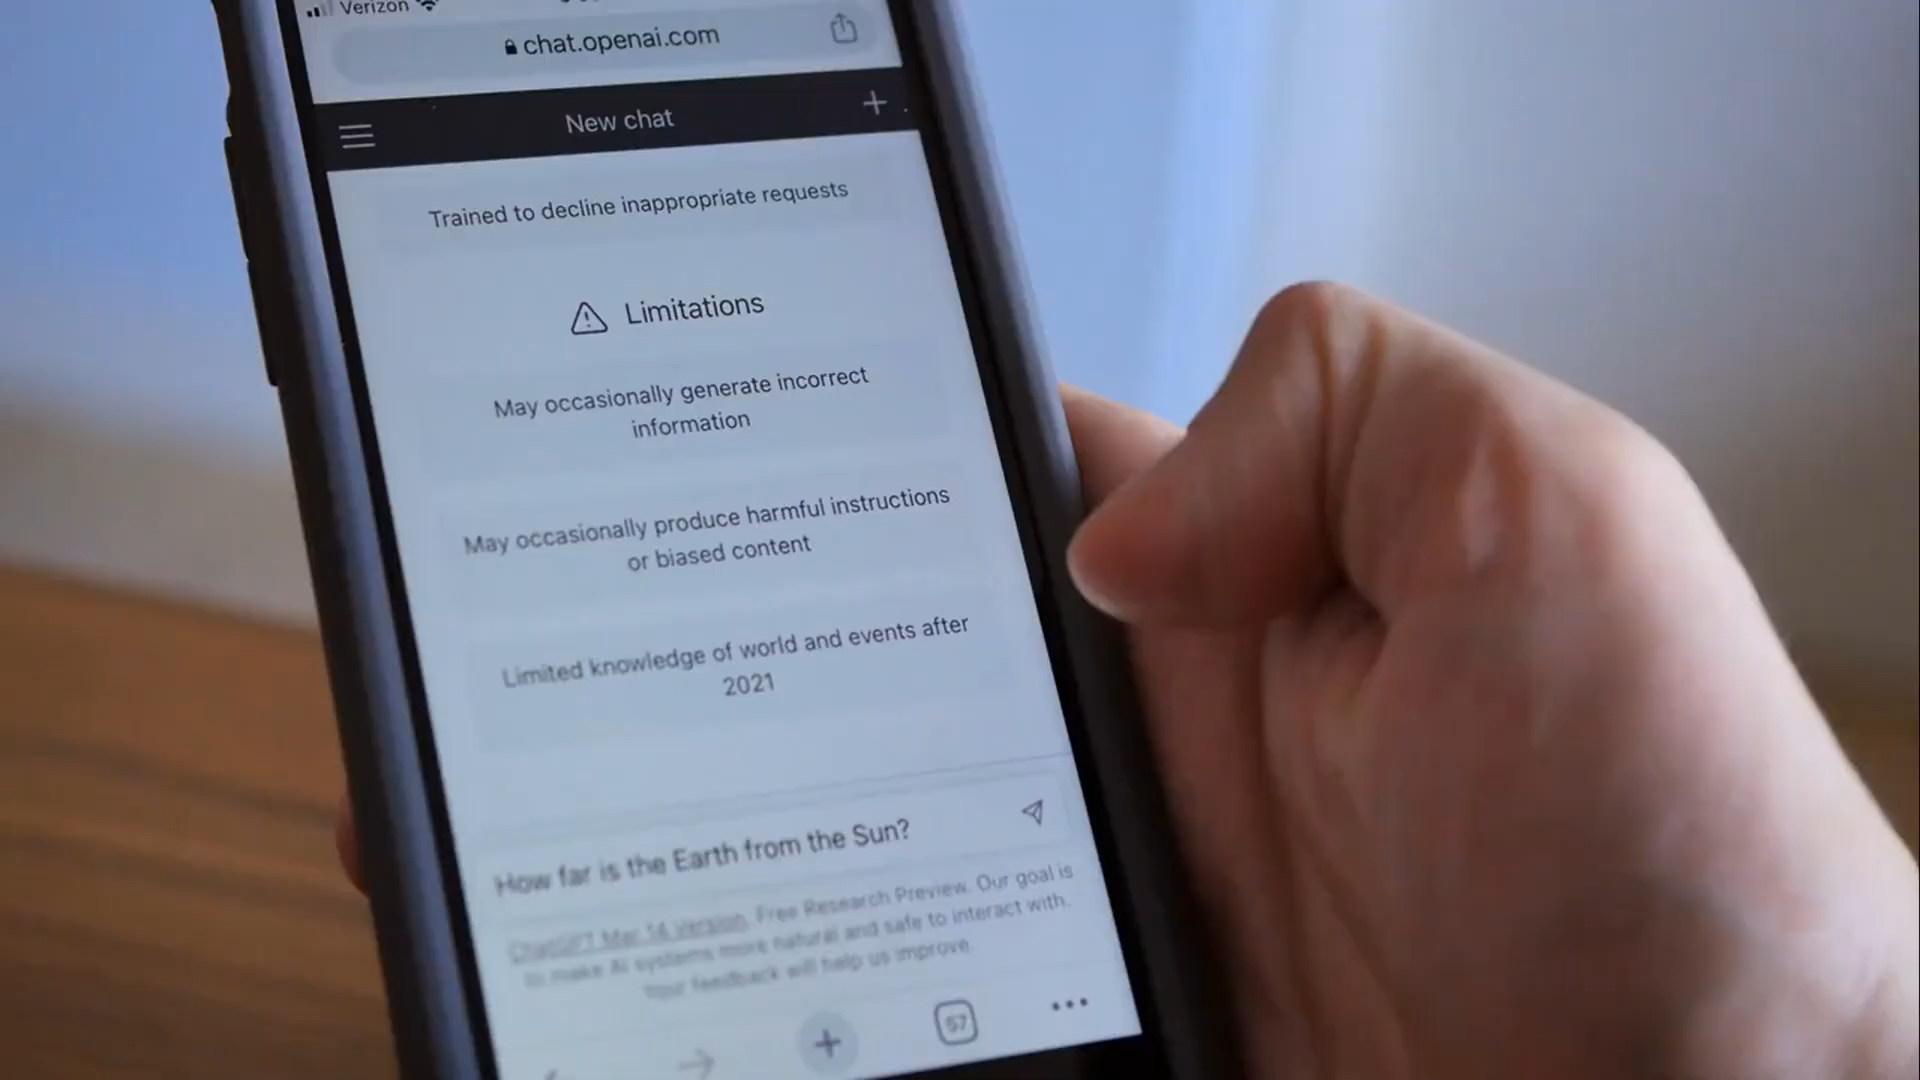 Verizon
chat.openai.com
New chat
Trained to decline inappropriate requests
Limitations
May occasionally generate incorrect
information
May occasionally produce harmful instructions
or biased content
Limited knowledge of world and events after
2021
How far is the Earth from the Sun?
ChatGPT Mar 14 Version. Free Research Preview. Our goal is
to make AI systems more natural and safe to interact with.
Your feedback will help us improve.
57